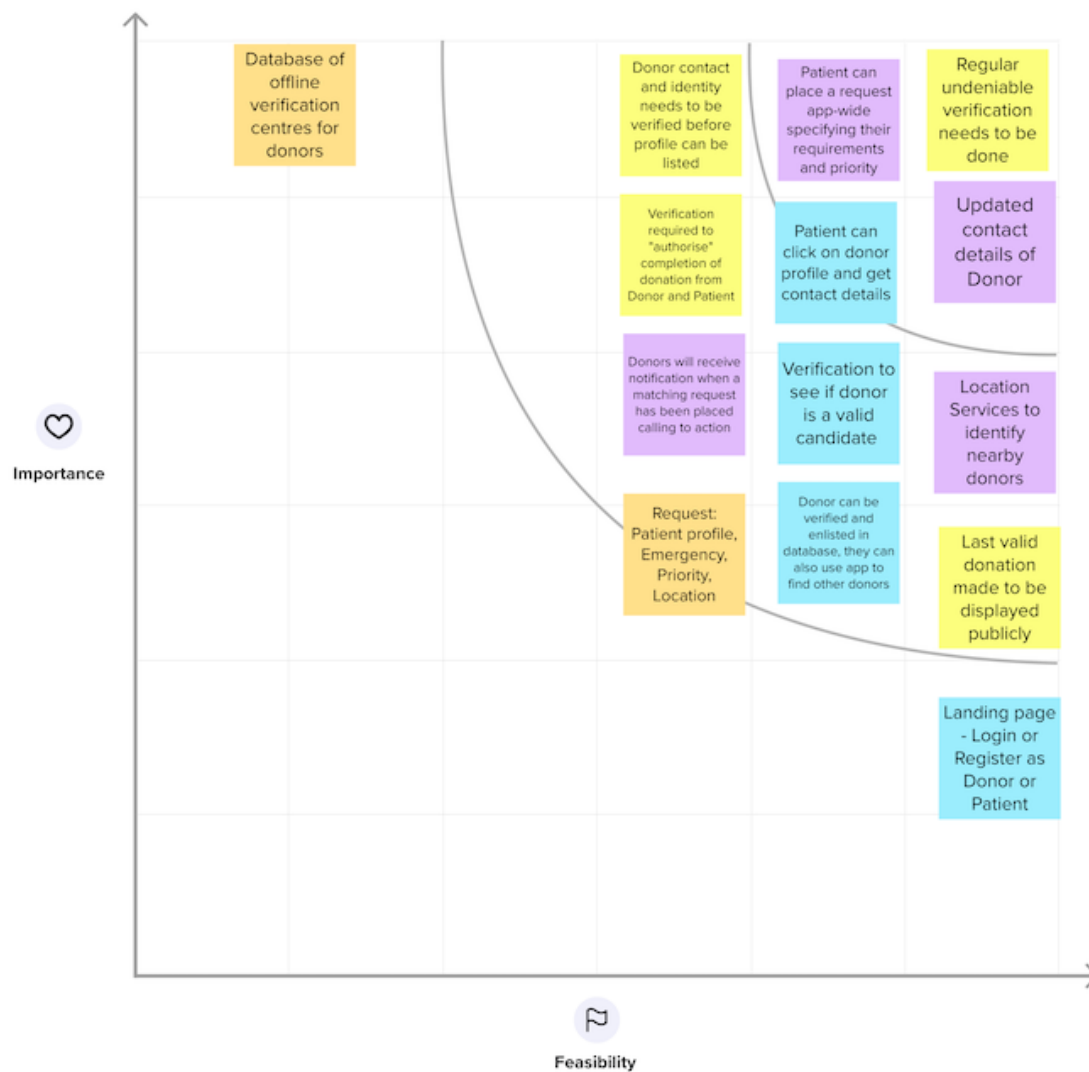 Database of
offline
verification
centres for
donors
Donor contact
and identity
needs to be
verified before
profile can be
listed
Patient can
place a request
app-wide
specifying their
requirements
and priority
Regular
undeniable
verification
needs to be
done
Verification
required to
"authorise"
completion of
donation from
Donor and Patient
Patient can
click on donor
profile and get
contact details
Updated
contact
details of
Donor
Donors will receive
notification when a
matching request
has been placed
calling to action
Verification to
see if donor
is a valid
candidate
Location
Services to
identify
nearby
donors
Request:
Patient profile,
Emergency,
Priority,
Location
Donor can be
verified and
enlisted in
database, they can
also use app to
find other donors
Last valid
donation
made to be
displayed
publicly
Landing page
- Login or
Register as
Donor or
Patient
Importance
Feasibility